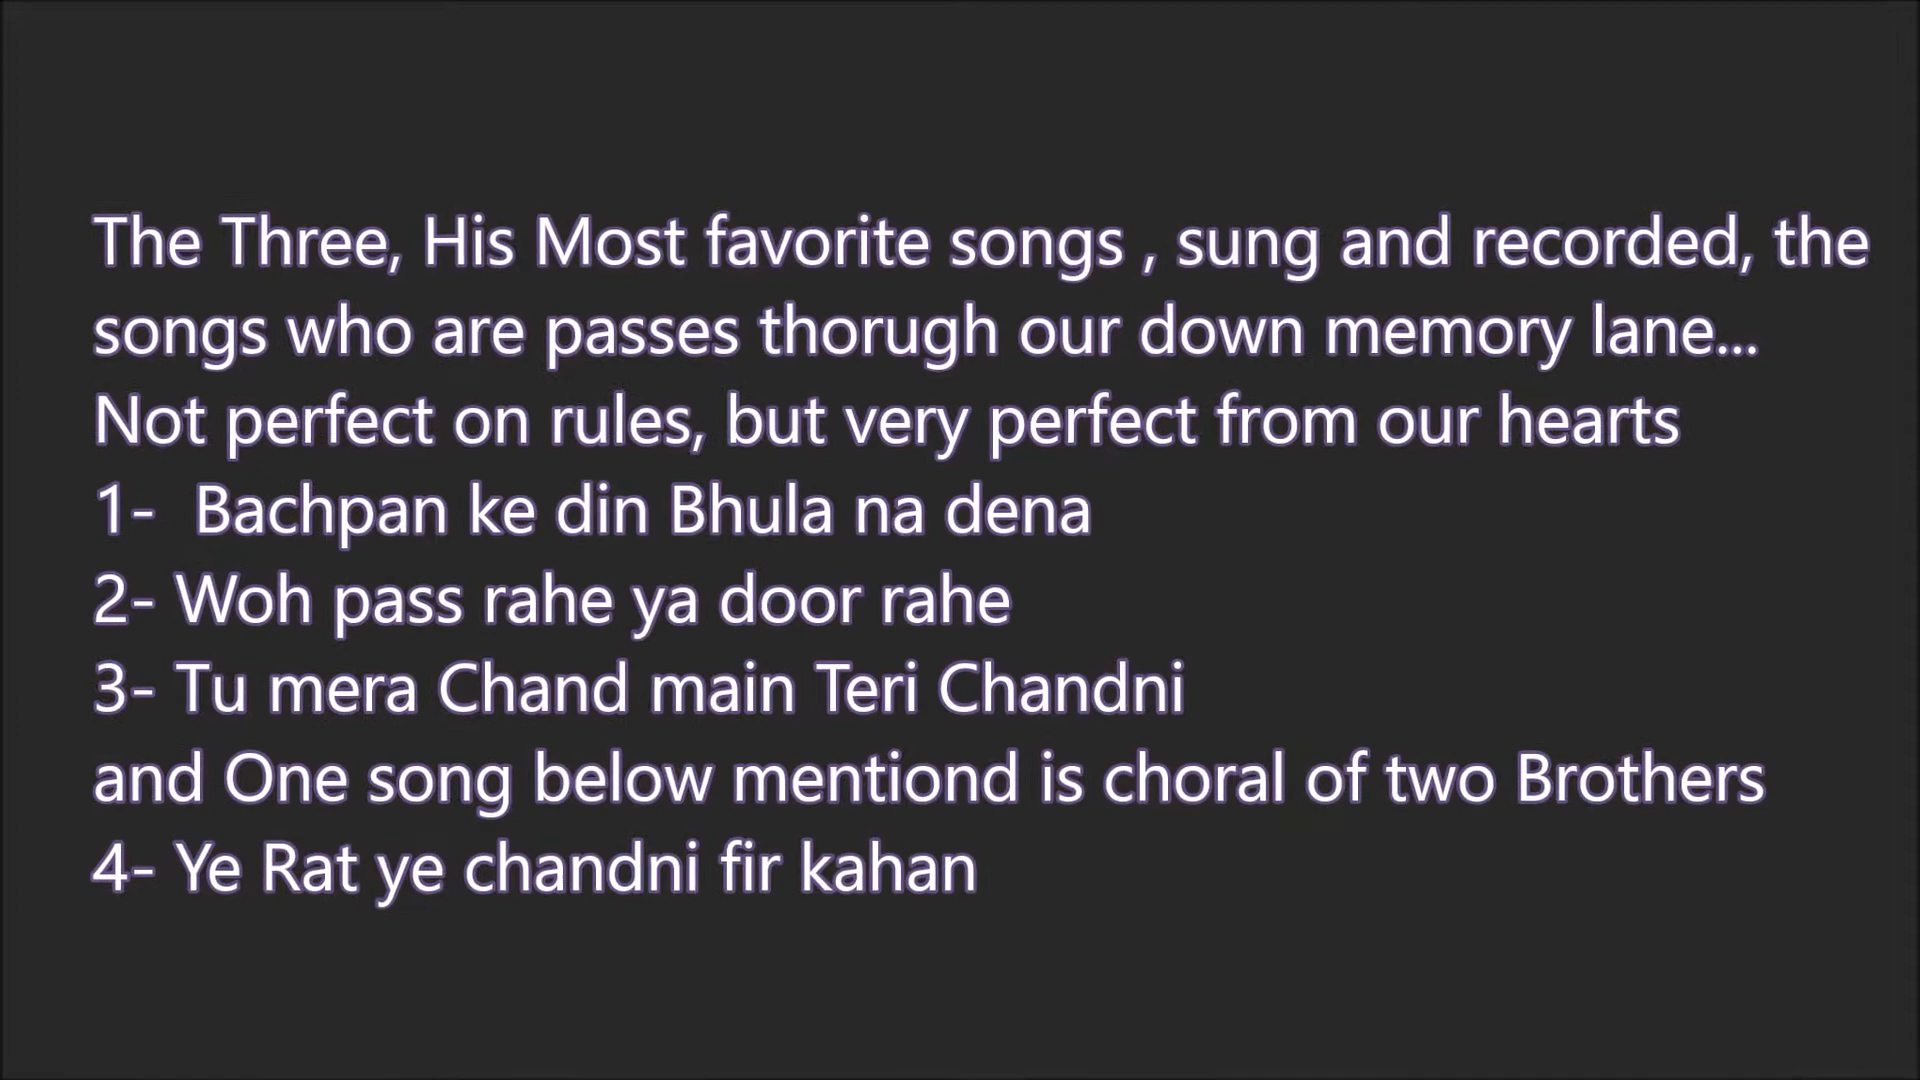 The Three, His Most favorite songs , sung and recorded, the
songs who are passes thorugh our down memory lane...
Not perfect on rules, but very perfect from our hearts
1-  Bachpan ke din Bhula na dena
2- Woh pass rahe ya door rahe
3- Tu mera Chand main Teri Chandni
and One song below mentiond is choral of two Brothers
4- Ye Rat ye chandni fir kahan